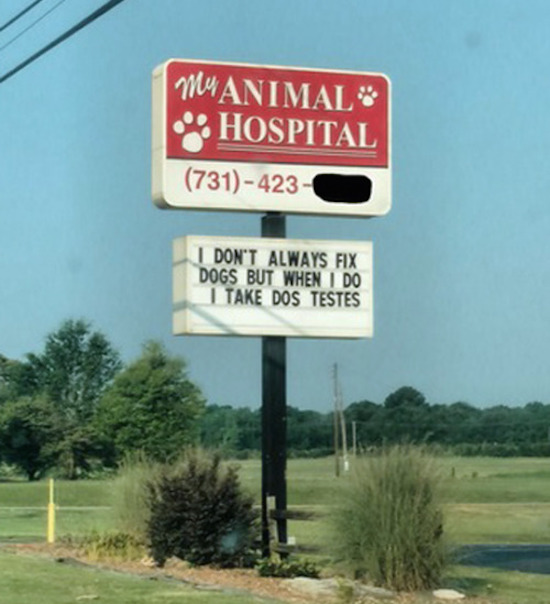 My ANIMAL
HOSPITAL
(731)-423-
I DON'T ALWAYS FIX
DOGS BUT WHEN I DO
I TAKE DOS TESTES